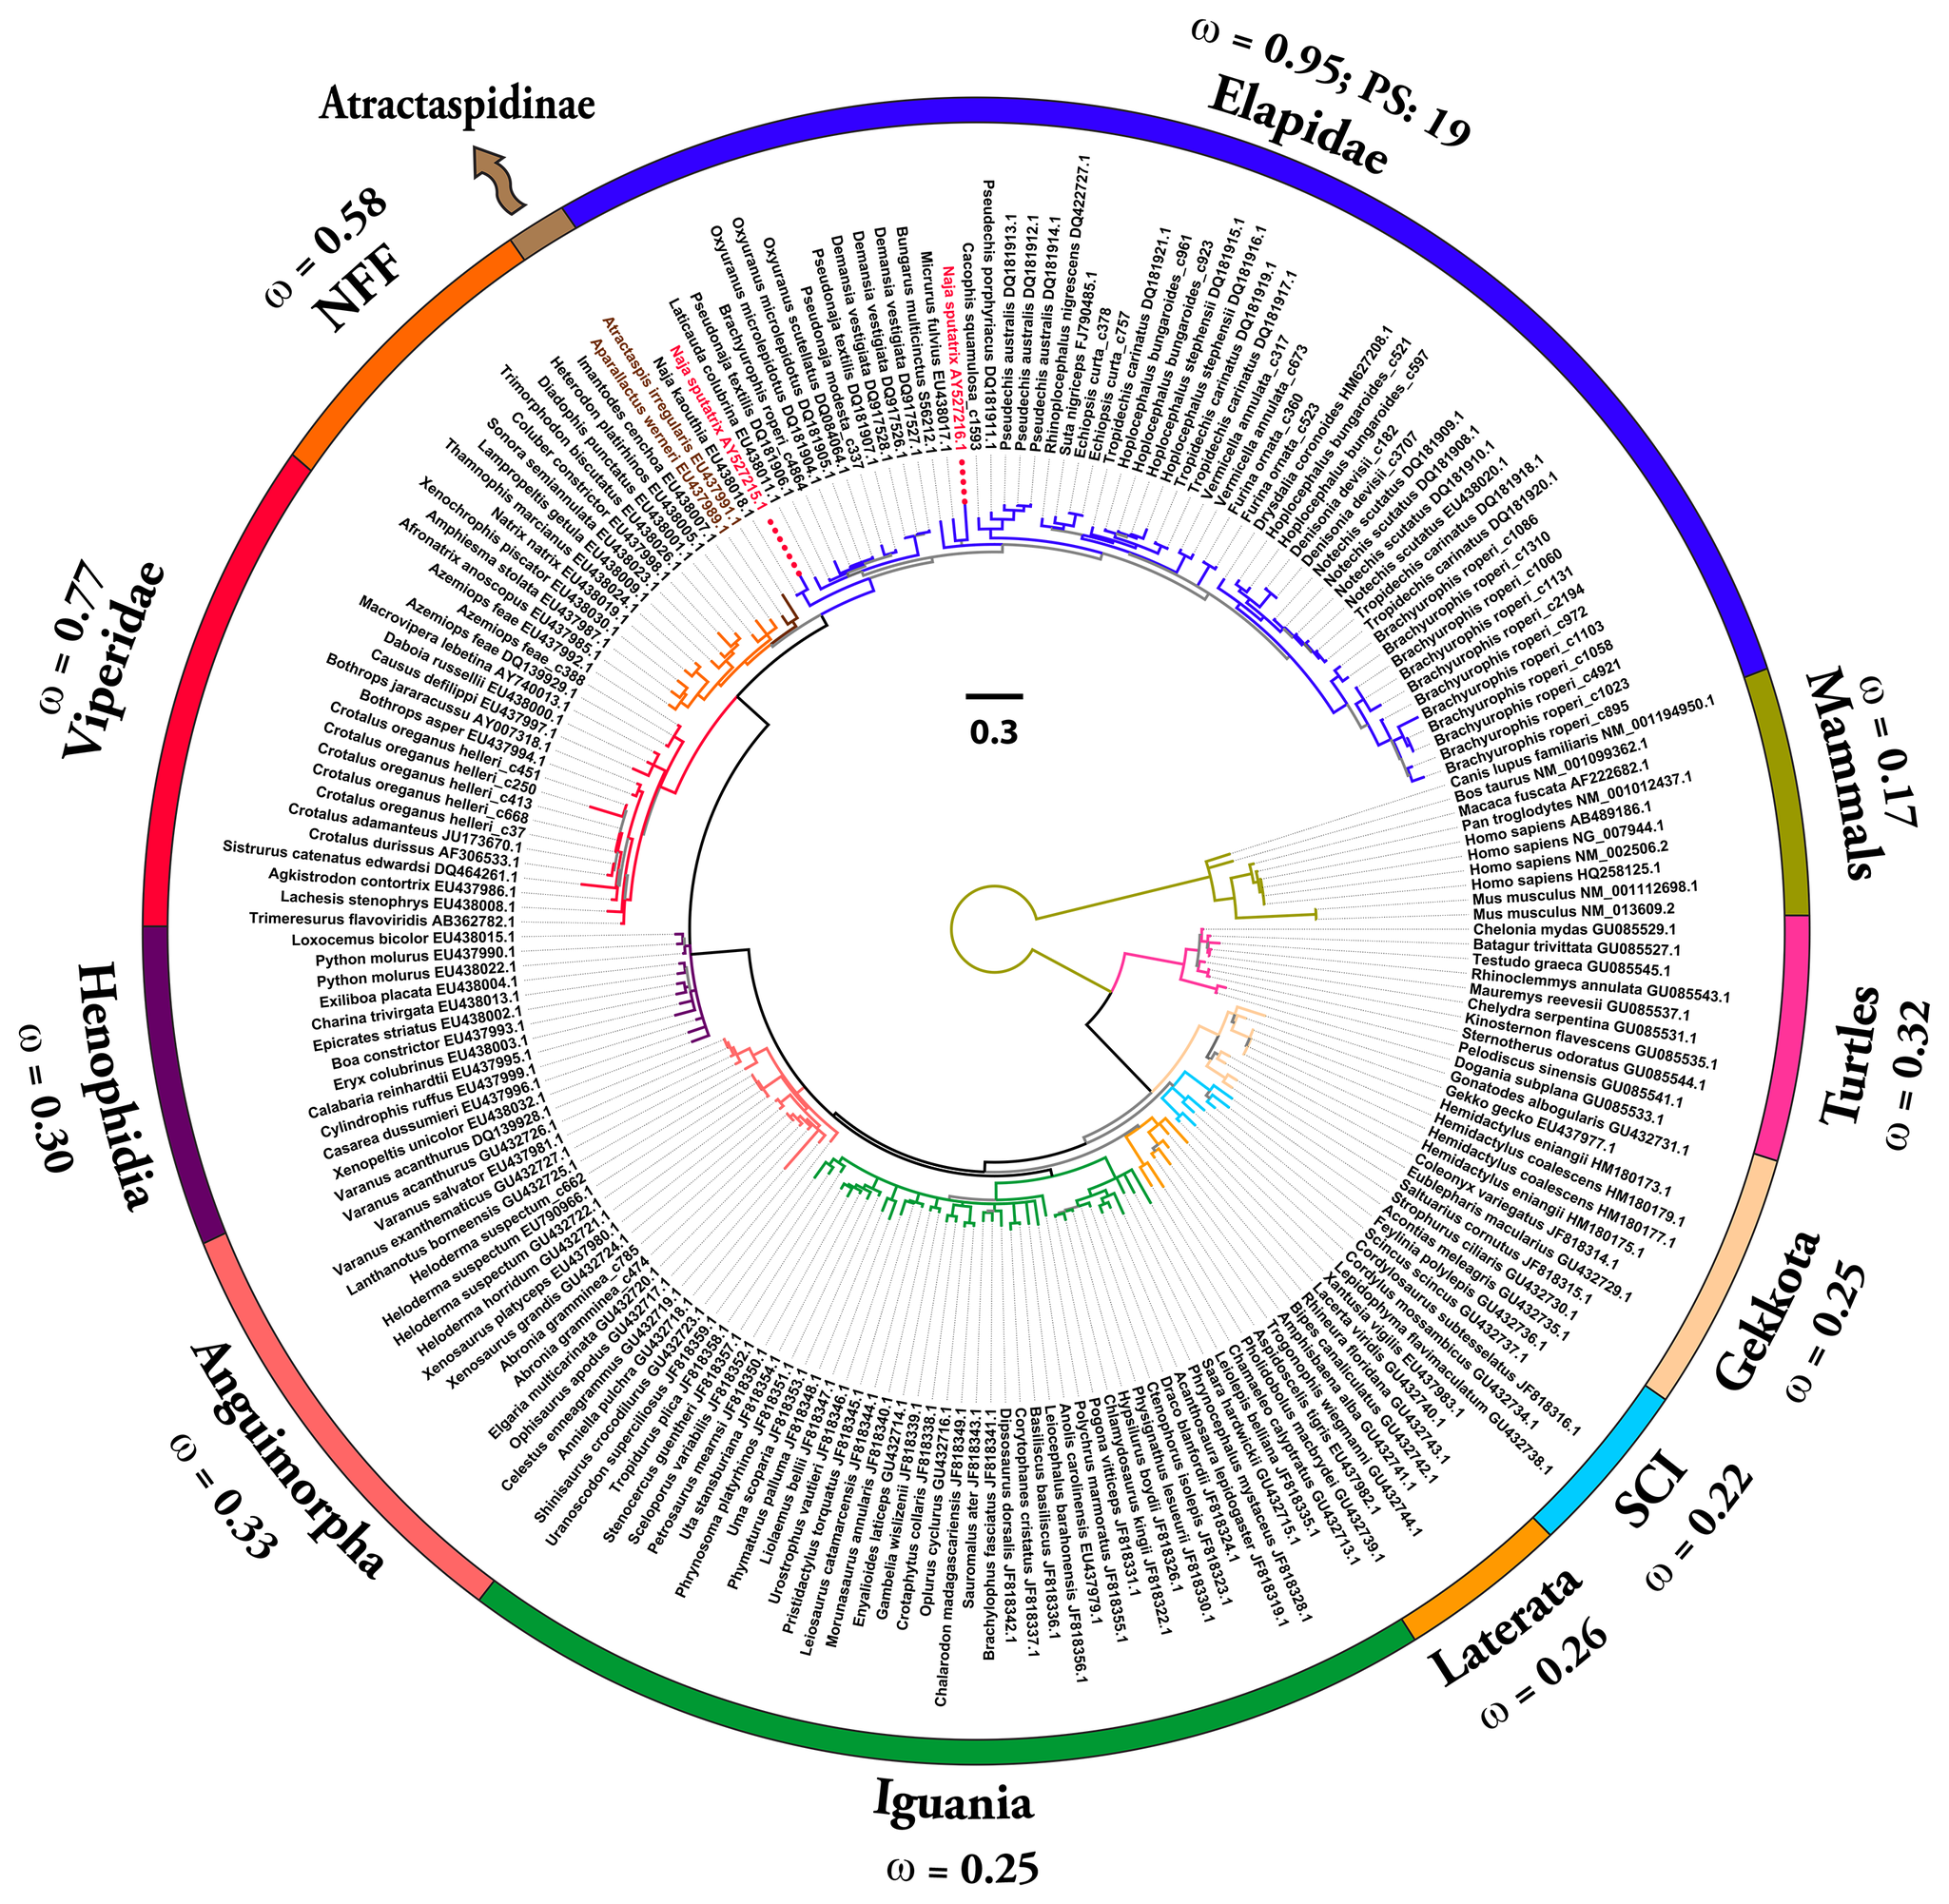 ω = 0.95; PS: 19
Elapidae
Atractaspidinae
ω = 0.58
NFF
ω = 0.77
Viperidae
Henophidia
ω = 0.30
Anguimorpha
ω = 0.33
Iguania
ω = 0.25
Laterata
ω = 0.26
SCI
ω = 0.22
Gekkota
ω = 0.25
Turtles
ω = 0.32
Mammals
ω = 0.17
0.3
Naja sputatrix AY527215.1
Naja kaouthia EU438018.1
Laticauda colubrina EU438011.1
Pseudonaja textilis DQ181906.1
Brachyurophis roperi_c4864
Oxyuranus microlepidotus DQ181904.1
Oxyuranus microlepidotus DQ181905.1
Oxyuranus scutellatus DQ084064.1
Pseudonaja modesta_c337
Pseudonaja textilis DQ181907.1
Demansia vestigiata DQ917528.1
Demansia vestigiata DQ917526.1
Demansia vestigiata DQ917527.1
Bungarus multicinctus S56212.1
Micrurus fulvius EU438017.1
Naja sputatrix AY527216.1
Cacophis squamulosa_c1593
Pseudechis porphyriacus DQ181911.1
Pseudechis australis DQ181913.1
Pseudechis australis DQ181912.1
Pseudechis australis DQ181914.1
Rhinoplocephalus nigrescens DQ422727.1
Suta nigriceps FJ790485.1
Echiopsis curta_c378
Echiopsis curta_c757
Tropidechis carinatus DQ181921.1
Hoplocephalus bungaroides_c961
Hoplocephalus bungaroides_c923
Hoplocephalus stephensii DQ181915.1
Hoplocephalus stephensii DQ181916.1
Tropidechis carinatus DQ181919.1
Tropidechis carinatus DQ181917.1
Vermicella annulata_c317
Vermicella annulata_c673
Furina ornata_c360
Furina ornata_c523
Drysdalia coronoides HM627208.1
Hoplocephalus bungaroides_c521
Hoplocephalus bungaroides_c597
Denisonia devisii_c182
Denisonia devisii_c3707
Notechis scutatus DQ181909.1
Notechis scutatus DQ181908.1
Notechis scutatus DQ181910.1
Notechis scutatus EU438020.1
Tropidechis carinatus DQ181918.1
Tropidechis carinatus DQ181920.1
Brachyurophis roperi_c1086
Brachyurophis roperi_c1310
Brachyurophis roperi_c1060
Brachyurophis roperi_c1131
Brachyurophis roperi_c2194
Brachyurophis roperi_c972
Brachyurophis roperi_c1103
Brachyurophis roperi_c1058
Brachyurophis roperi_c4921
Brachyurophis roperi_c1023
Brachyurophis roperi_c895
Canis lupus familiaris NM_001194950.1
Bos taurus NM_001099362.1
Macaca fuscata AF222682.1
Pan troglodytes NM_001012437.1
Homo sapiens AB489186.1
Homo sapiens NG_007944.1
Homo sapiens NM_002506.2
Homo sapiens HQ258125.1
Mus musculus NM_001112698.1
Mus musculus NM_013609.2
Chelonia mydas GU085529.1
Batagur trivittata GU085527.1
Testudo graeca GU085545.1
Rhinoclemmys annulata GU085543.1
Mauremys reevesii GU085537.1
Chelydra serpentina GU085531.1
Kinosternon flavescens GU085535.1
Sternotherus odoratus GU085544.1
Pelodiscus sinensis GU085541.1
Dogania subplana GU085533.1
Gonatodes albogularis GU432731.1
Gekko gecko EU437977.1
Hemidactylus eniangii HM180173.1
Hemidactylus coalescens HM180179.1
Hemidactylus coalescens HM180177.1
Hemidactylus eniangii HM180175.1
Coleonyx variegatus JF818314.1
Eublepharis macularius GU432729.1
Saltuarius cornutus JF818315.1
Strophurus ciliaris GU432730.1
Acontias meleagris GU432735.1
Feylinia polylepis GU432736.1
Scincus scincus GU432737.1
Cordylosaurus subtesselatus JF818316.1
Cordylus mossambicus GU432734.1
Lepidophyma flavimaculatum GU432738.1
Xantusia vigilis EU437983.1
Lacerta viridis GU432740.1
Rhineura floridana GU432743.1
Bipes canaliculatus GU432742.1
Amphisbaena alba GU432741.1
Trogonophis wiegmanni GU432744.1
Aspidoscelis tigris EU437982.1
Pholidobolus macbrydei GU432739.1
Chamaeleo calyptratus GU432713.1
Leiolepis belliana JF818335.1
Saara hardwickii GU432715.1
Phrynocephalus mystaceus JF818328.1
Acanthosaura lepidogaster JF818319.1
Draco blanfordii JF818324.1
Ctenophorus isolepis JF818323.1
Physignathus lesueurii JF818330.1
Hypsilurus boydii JF818326.1
Chlamydosaurus kingii JF818322.1
Pogona vitticeps JF818331.1
Polychrus marmoratus JF818355.1
Anolis carolinensis EU437979.1
Leiocephalus barahonensis JF818356.1
Basiliscus basiliscus JF818336.1
Corytophanes cristatus JF818337.1
Dipsosaurus dorsalis JF818342.1
Brachylophus fasciatus JF818341.1
Sauromalus ater JF818343.1
Chalarodon madagascariensis JF818349.1
Oplurus cyclurus GU432716.1
Crotaphytus collaris JF818338.1
Gambelia wislizenii JF818339.1
Enyalioides laticeps GU432714.1
Morunasaurus annularis JF818340.1
Leiosaurus catamarcensis JF818344.1
Pristidactylus torquatus JF818345.1
Urostrophus vautieri JF818346.1
Liolaemus bellii JF818347.1
Phymaturus palluma JF818348.1
Uma scoparia JF818353.1
Phrynosoma platyrhinos JF818351.1
Uta stansburiana JF818354.1
Petrosaurus mearnsi JF818350.1
Sceloporus variabilis JF818352.1
Stenocercus guentheri JF818357.1
Tropidurus plica JF818358.1
Uranoscodon superciliosus JF818359.1
Shinisaurus crocodilurus GU432723.1
Anniella pulchra GU432718.1
Celestus enneagrammus GU432719.1
Ophisaurus apodus GU432717.1
Elgaria multicarinata GU432720.1
Abronia graminea_c474
Abronia gramminea_c785
Xenosaurus grandis GU432724.1
Xenosaurus platyceps EU437980.1
Heloderma horridum GU432721.1
Heloderma suspectum GU432722.1
Heloderma suspectum EU790966.1
Heloderma suspectum_c662
Lanthanotus borneensis GU432725.1
Varanus exanthematicus GU432727.1
Varanus salvator EU437981.1
Varanus acanthurus GU432726.1
Varanus acanthurus DQ139928.1
Xenopeltis unicolor EU438032.1
Casarea dussumieri EU437996.1
Cylindrophis ruffus EU437999.1
Calabaria reinhardtii EU437995.1
Eryx colubrinus EU438003.1
Boa constrictor EU437993.1
Epicrates striatus EU438002.1
Charina trivirgata EU438013.1
Exiliboa placata EU438004.1
Python molurus EU438022.1
Python molurus EU437990.1
Loxocemus bicolor EU438015.1
Trimeresurus flavoviridis AB362782.1
Lachesis stenophrys EU438008.1
Agkistrodon contortrix EU437986.1
Sistrurus catenatus edwardsi DQ464261.1
Crotalus durissus AF306533.1
Crotalus adamanteus JU173670.1
Crotalus oreganus helleri_c37
Crotalus oreganus helleri_c668
Crotalus oreganus helleri_c413
Crotalus oreganus helleri_c250
Crotalus oreganus helleri_c451
Bothrops asper EU437994.1
Bothrops jararacussu AY007318.1
Causus defilippi EU437997.1
Daboia russellii EU438000.1
Macrovipera lebetina AY740013.1
Azemiops feae DQ139929.1
Azemiops feae_c388
Azemiops feae EU437992.1
Afronatrix anoscopus EU437985.1
Amphiesma stolata EU437987.1
Xenochrophis piscator EU438030.1
Natrix natrix EU438019.1
Thamnophis marcianus EU438024.1
Lampropeltis getula EU438009.1
Sonora semiannulata EU438023.1
Coluber constrictor EU437998.1
Trimorphodon biscutatus EU438026.1
Diadophis punctatus EU438001.1
Heterodon platirhinos EU438005.1
Imantodes cenchoa EU438007.1
Aparallactus werneri EU437989.1
Atractaspis irregularis EU437991.1